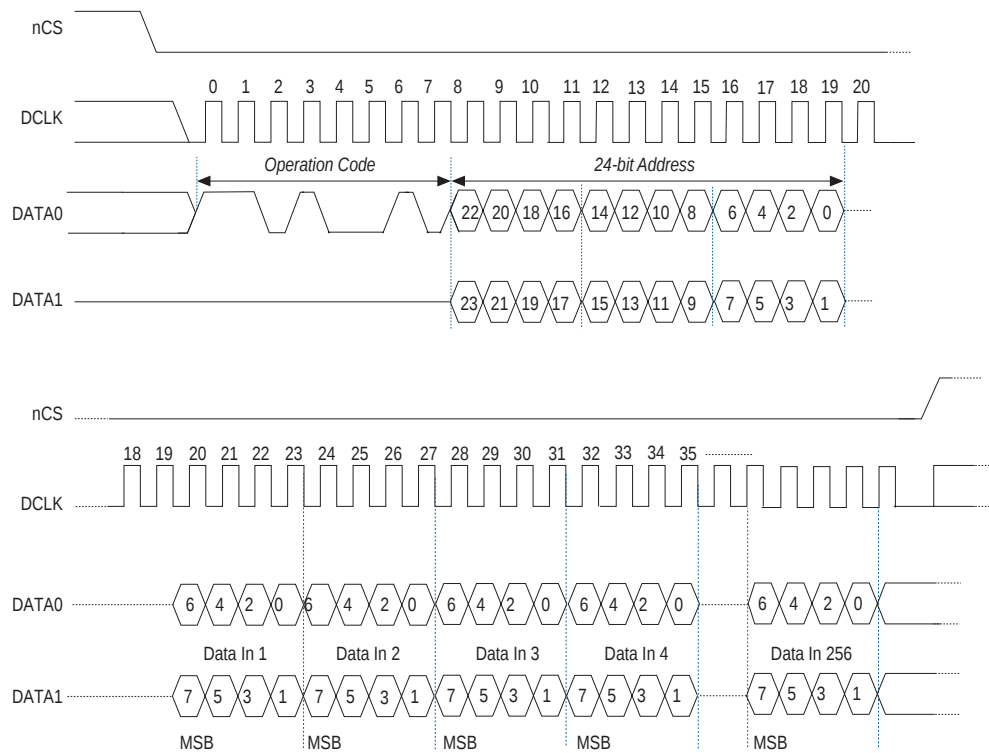 nCS
0 1 2 3 4 5 6 7 8 9 10 11 12 13 14 15 16 17 18 19 20
DCLK
Operation Code 24-bit Address
DATA0 22 20 18 16 14 12 10 8 6 4 2 0
DATA1 23 21 19 17 15 13 11 9 7 5 3 1
nCS
18 19 20 21 22 23 24 25 26 27 28 29 30 31 32 33 34 35
DCLK
DATA0 6 4 2 0 6 4 2 0 6 4 2 0 6 4 2 0 6 4 2 0
Data In 1 Data In 2 Data In 3 Data In 4 Data In 256
DATA1 7 5 3 1 7 5 3 1 7 5 3 1 7 5 3 1 7 5 3 1
MSB MSB MSB MSB MSB